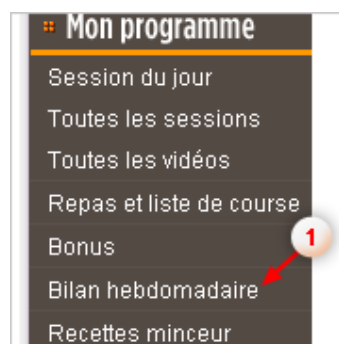 Mon programme
Session du jour
Toutes les sessions
Toutes les vidéos
Repas et liste de course
Bonus
1
Bilan hebdomadaire
Recettes minceur